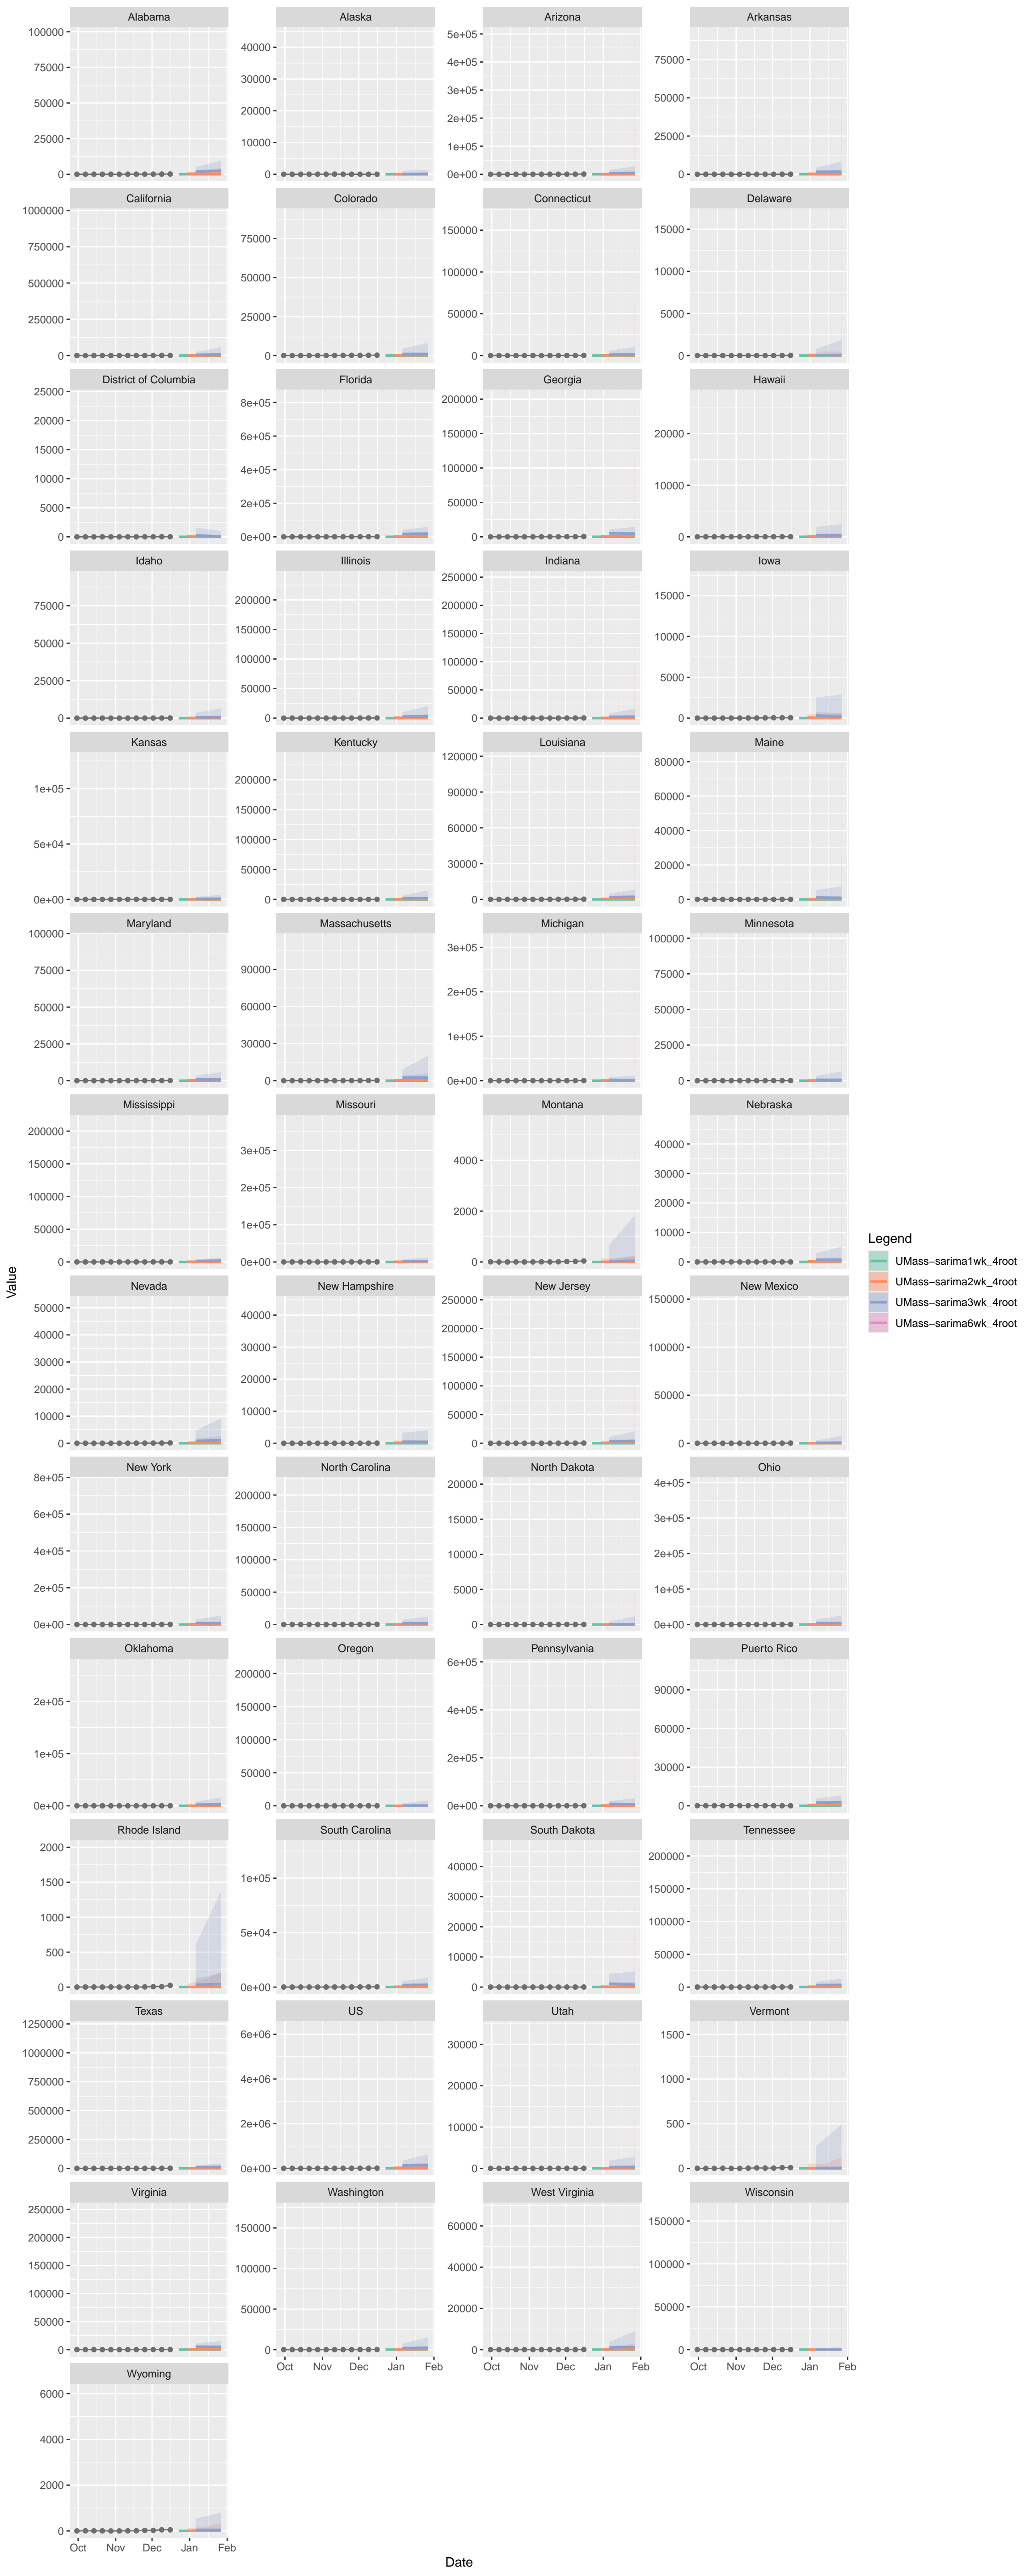 Alabama Alaska Arizona Arkansas
100000 75000 50000 25000 0
40000 30000 20000 10000 0
5e+05 4e+05 3e+05 2e+05 1e+05 0e+00
75000 50000 25000 0
California Colorado Connecticut Delaware
1000000 750000 500000 250000 0
75000 50000 25000 0
150000 100000 50000 0
15000 10000 5000 0
District of Columbia Florida Georgia Hawaii
25000 20000 15000 10000 5000 0
8e+05 6e+05 4e+05 2e+05 0e+00
200000 150000 100000 50000 0
20000 10000 0
Idaho Illinois Indiana Iowa
75000 50000 25000 0
200000 150000 100000 50000 0
250000 200000 150000 100000 50000 0
15000 10000 5000 0
Kansas Kentucky Louisiana Maine
1e+05 5e+04 0e+00
200000 150000 100000 50000 0
120000 90000 60000 30000 0
80000 60000 40000 20000 0
Maryland Massachusetts Michigan Minnesota
100000 75000 50000 25000 0
90000 60000 30000 0
3e+05 2e+05 1e+05 0e+00
100000 75000 50000 25000 0
Mississippi Missouri Montana Nebraska
200000 150000 100000 50000 0
3e+05 2e+05 1e+05 0e+00
4000 2000 0
40000 30000 20000 10000 0
Nevada New Hampshire New Jersey New Mexico
50000 40000 30000 20000 10000 0
40000 30000 20000 10000 0
250000 200000 150000 100000 50000 0
150000 100000 50000 0
New York North Carolina North Dakota Ohio
8e+05 6e+05 4e+05 2e+05 0e+00
200000 150000 100000 50000 0
20000 15000 10000 5000 0
4e+05 3e+05 2e+05 1e+05 0e+00
Oklahoma Oregon Pennsylvania Puerto Rico
2e+05 1e+05 0e+00
200000 150000 100000 50000 0
6e+05 4e+05 2e+05 0e+00
90000 60000 30000 0
Rhode Island South Carolina South Dakota Tennessee
2000 1500 1000 500 0
1e+05 5e+04 0e+00
40000 30000 20000 10000 0
200000 150000 100000 50000 0
Texas US Utah Vermont
1250000 1000000 750000 500000 250000 0
6e+06 4e+06 2e+06 0e+00
30000 20000 10000 0
1500 1000 500 0
Virginia Washington West Virginia Wisconsin
250000 200000 150000 100000 50000 0
150000 100000 50000 0
60000 40000 20000 0
150000 100000 50000 0
Oct Nov Dec Jan Feb
Oct Nov Dec Jan Feb
Oct Nov Dec Jan Feb
Wyoming
6000 4000 2000 0
Oct Nov Dec Jan Feb
Date
Value
Legend
UMass−sarima1wk_4root
UMass−sarima2wk_4root
UMass−sarima3wk_4root
UMass−sarima6wk_4root